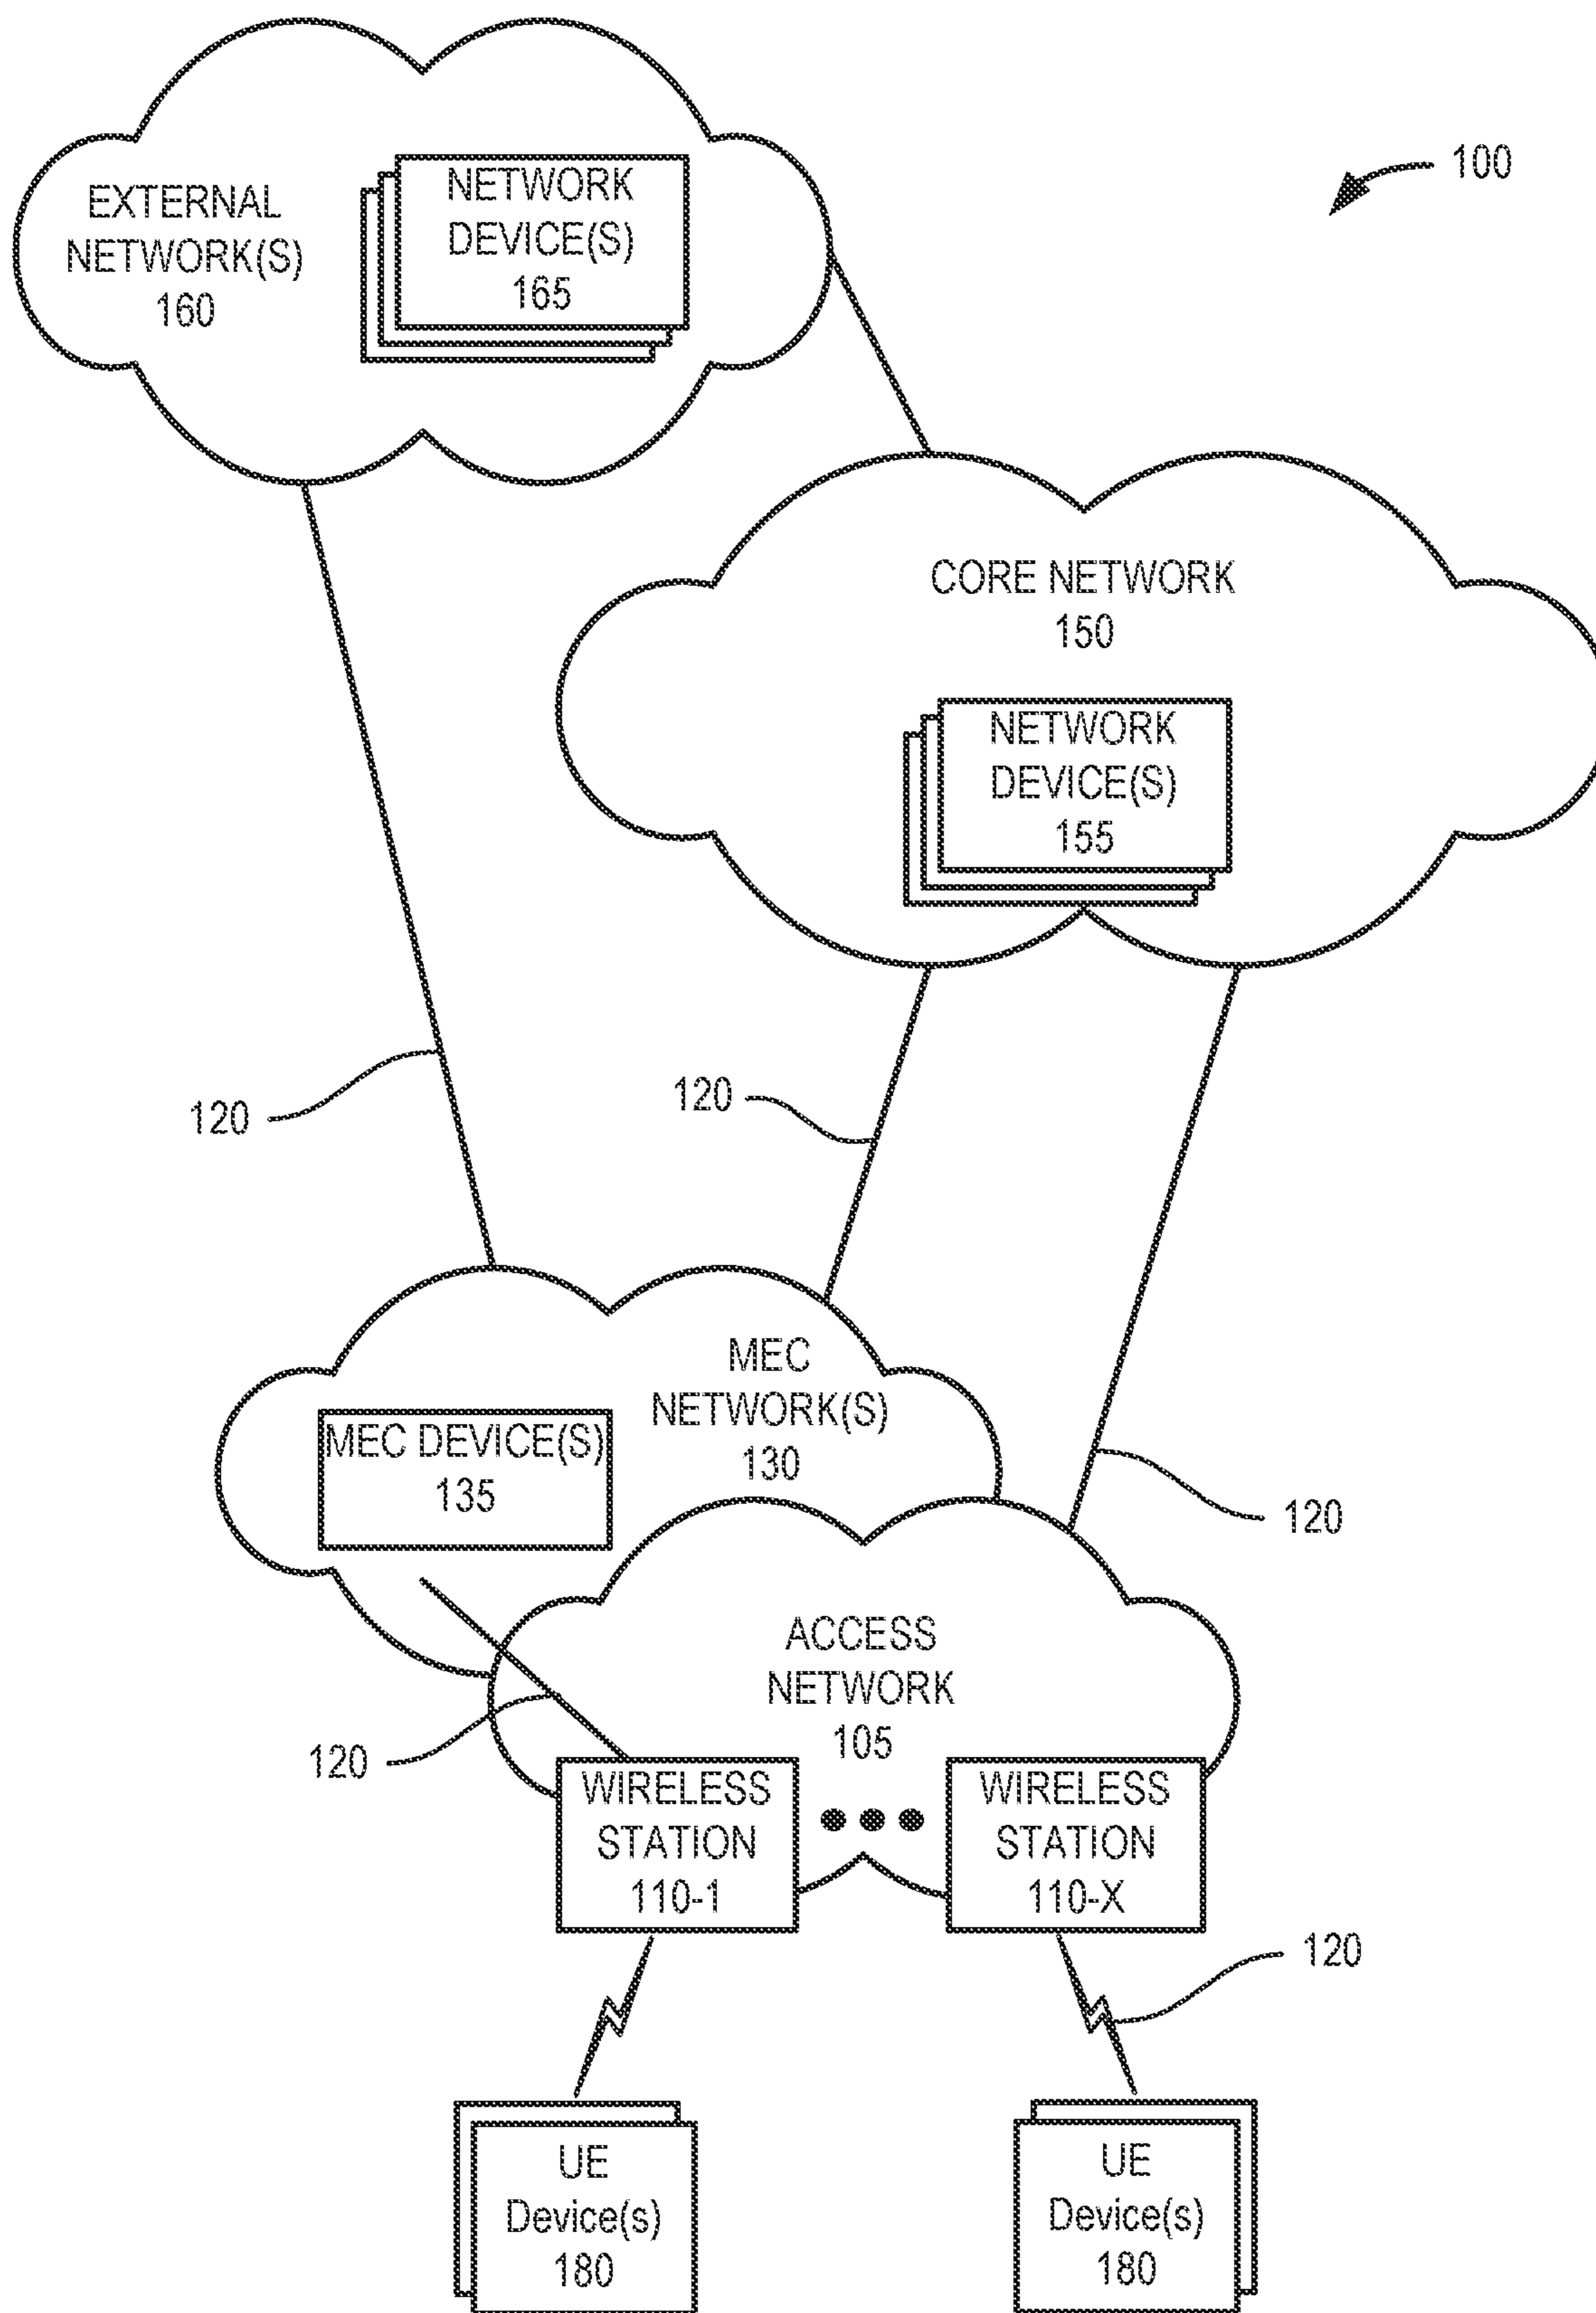 100
EXTERNAL
NETWORK(S)
160
NETWORK
DEVICE(S)
165
CORE NETWORK
150
NETWORK
DEVICE(S)
155
120
120
120
MEC
NETWORK(S)
130
MEC DEVICE(S)
135
ACCESS
NETWORK
105
120
WIRELESS
STATION
110-1
WIRELESS
STATION
110-X
120
UE
Device(s)
180
UE
Device(s)
180